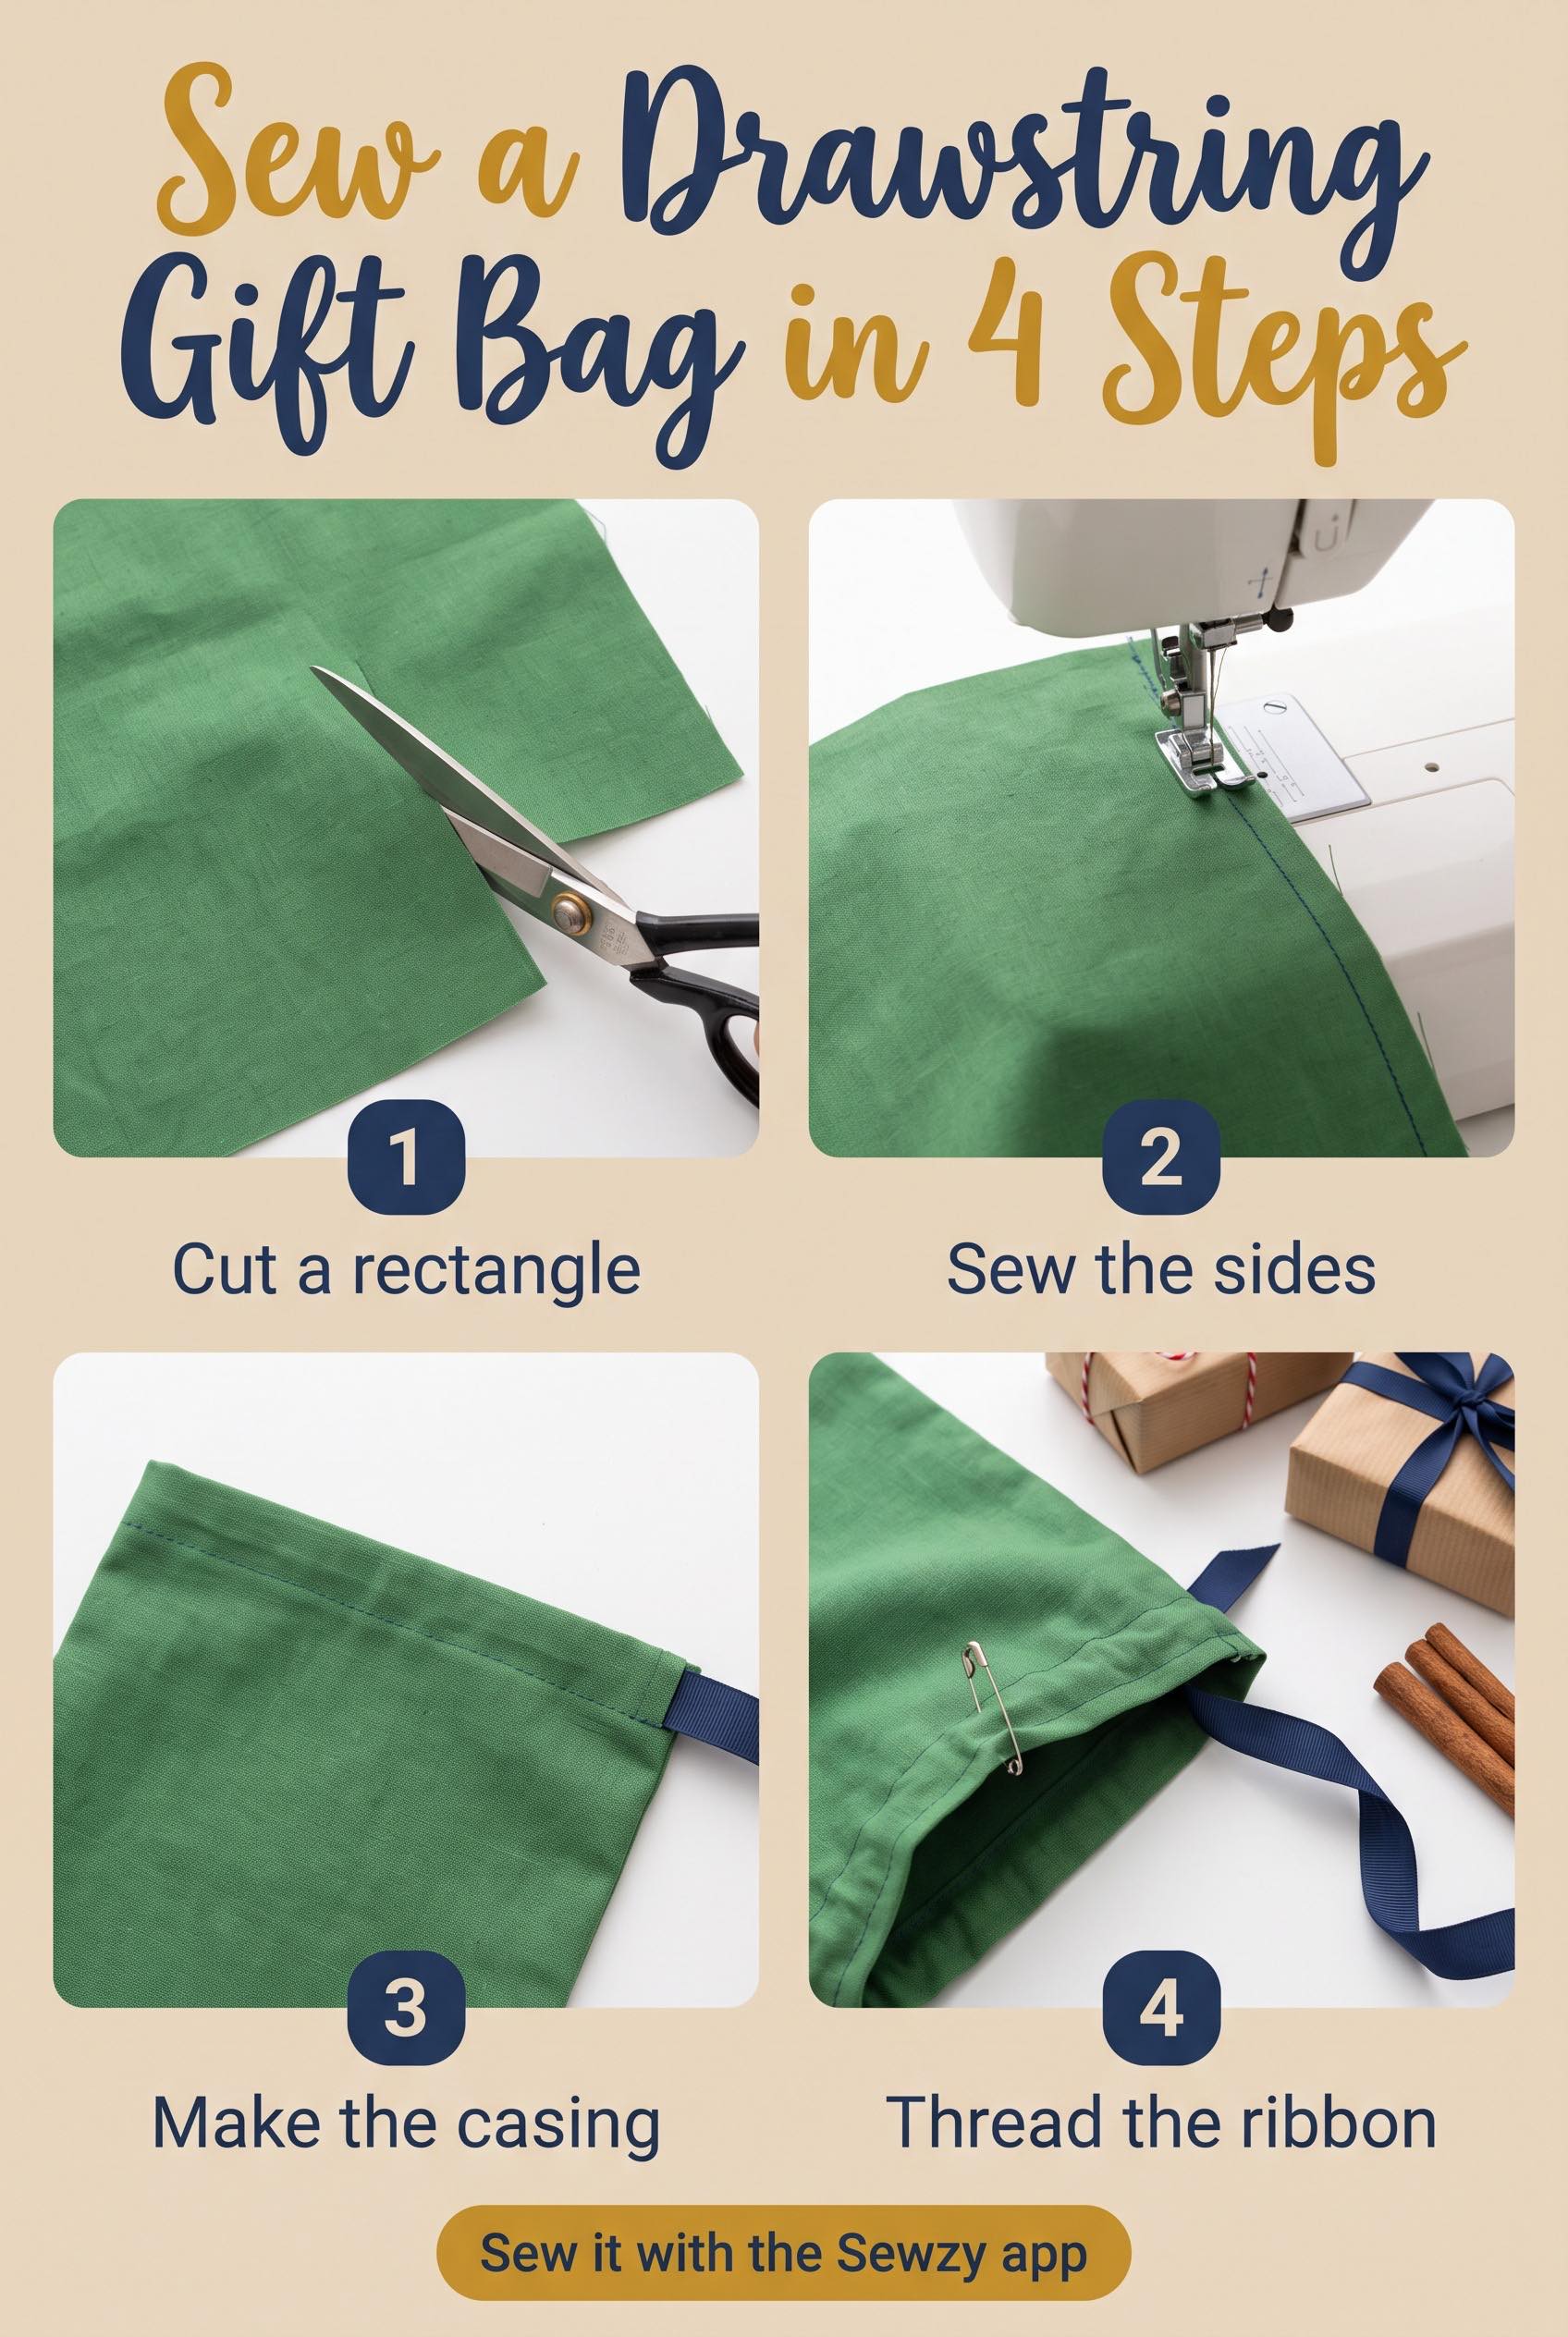 Sew a Drawstring
Gift Bag in 4 Steps
1
Cut a rectangle
2
Sew the sides
3
Make the casing
4
Thread the ribbon
Sew it with the Sewzy app